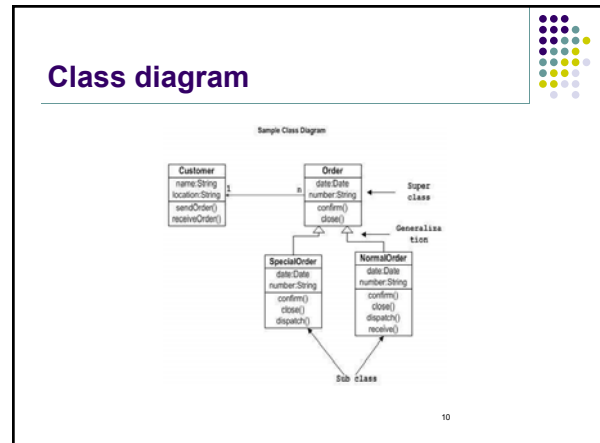 Class diagram
Sample Class Diagram
Customer
name:String
location:String
sendOrder()
receiveOrder()
1
n
Order
date:Date
number:String
confirm()
close()
Super
class
Generaliza
tion
SpecialOrder
date:Date
number:String
confirm()
close()
dispatch()
NormalOrder
date:Date
number:String
confirm()
close()
dispatch()
receive()
Sub class
10